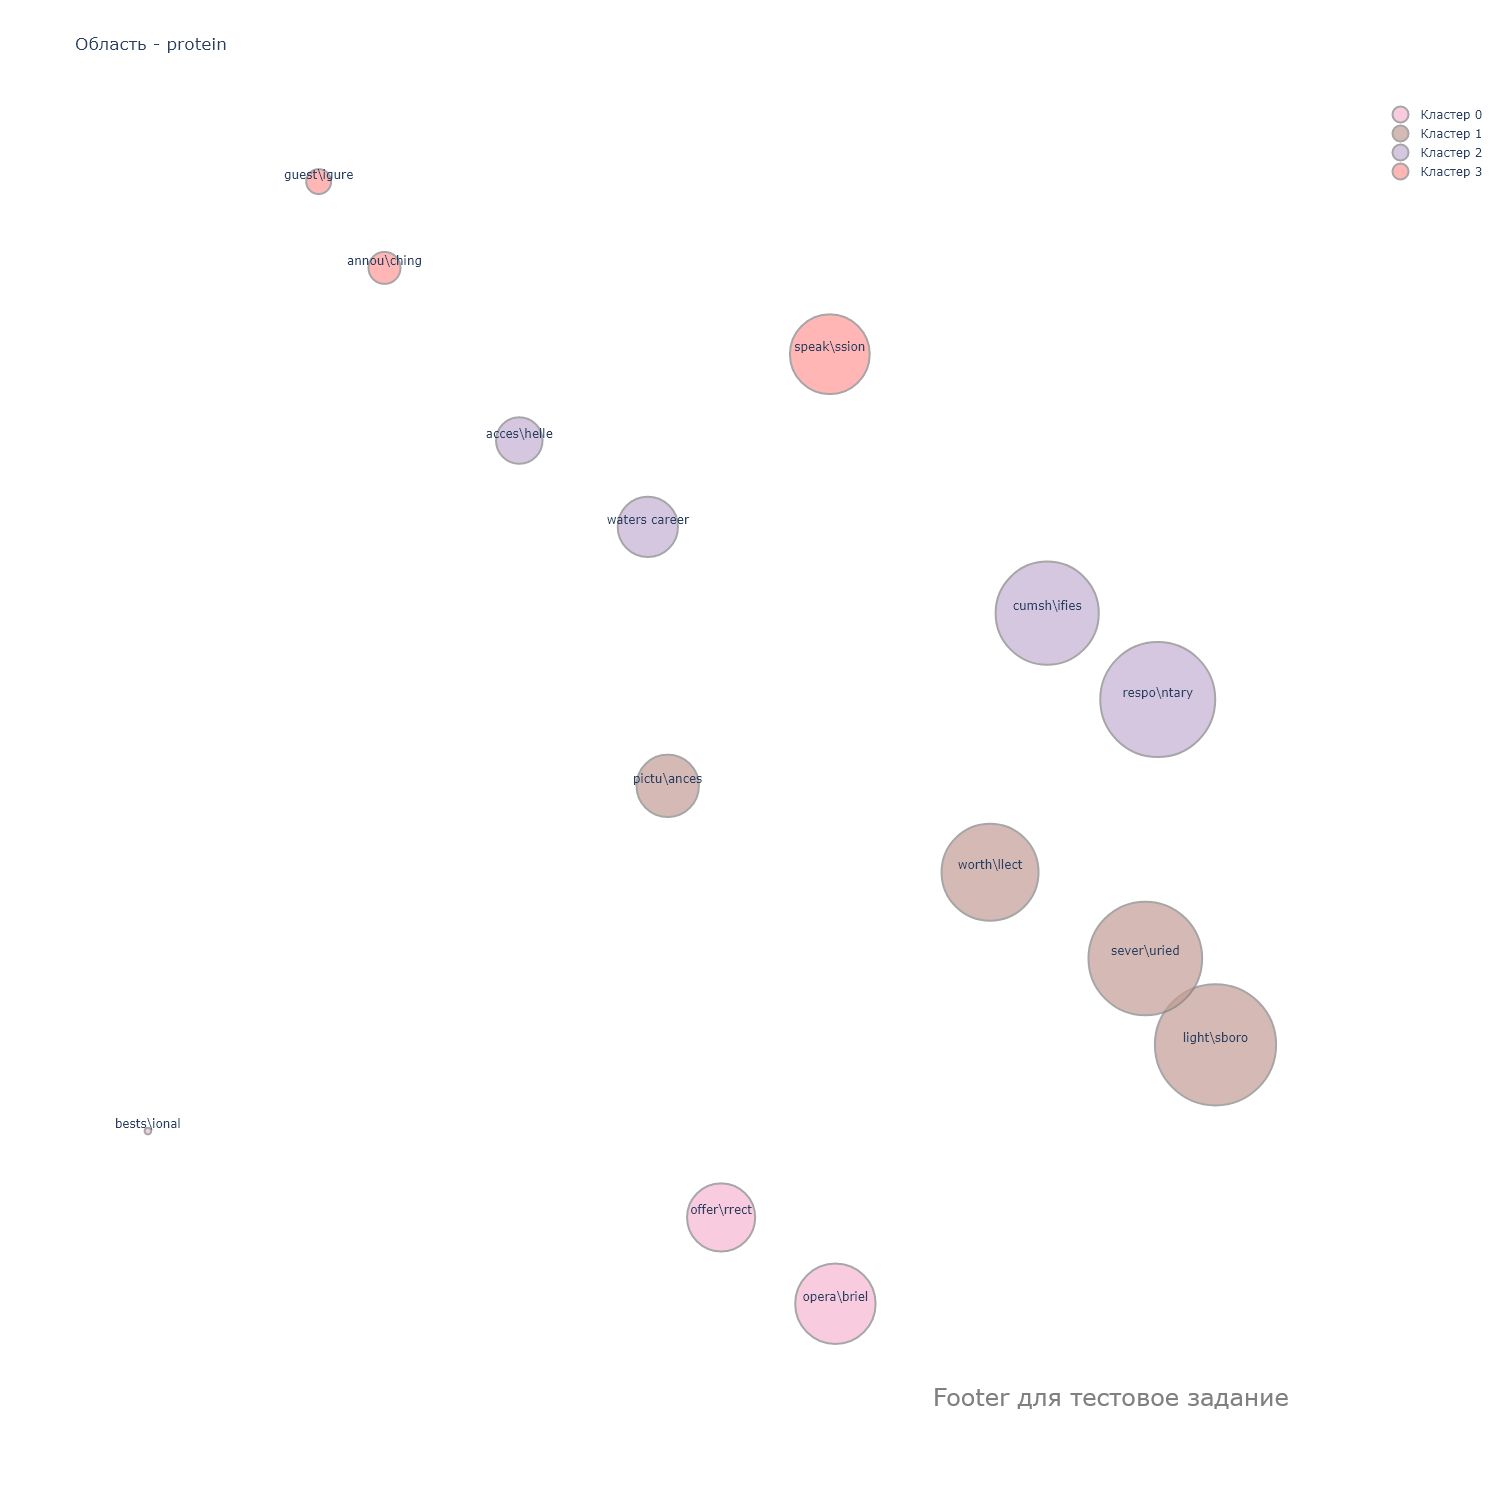 Область - protein
Кластер 0
Кластер 1
Кластер 2
Кластер 3
guest\igure
annou\ching
speak\ssion
acces\helle
waters career
cumsh\ifies
respo\ntary
pictu\ances
worth\llect
sever\uried
light\sboro
bests\ional
offer\rrect
opera\briel
Footer для тестовое задание